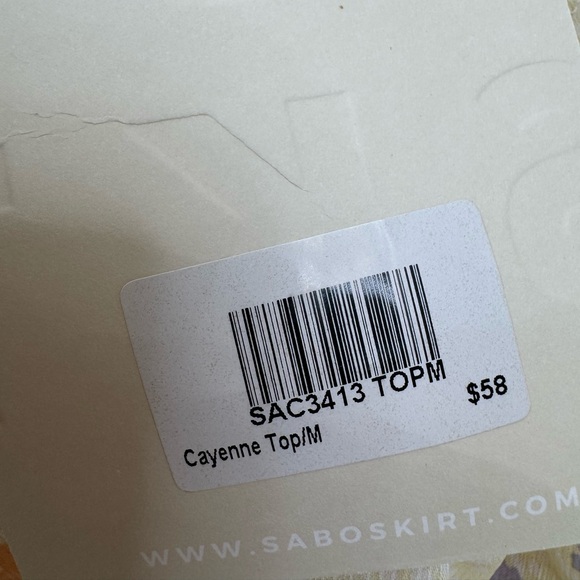 SAC3413 TOPM
$58
Cayenne Top/M
WWW.SABOSKIRT.COM